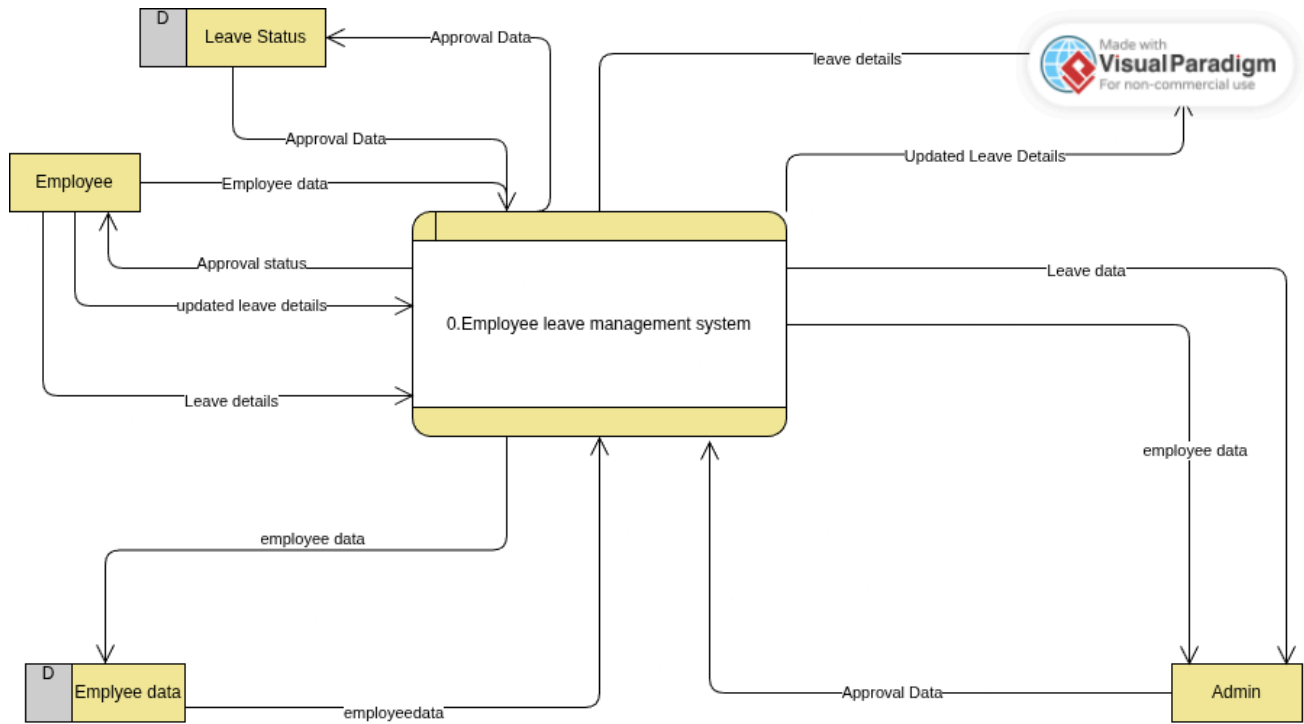 D
Leave Status
Approval Data
leave details
Made with
Visual Paradigm
For non-commercial use
Approval Data
Updated Leave Details
Employee
Employee data
Approval status
Leave data
updated leave details
0.Employee leave management system
Leave details
employee data
employee data
D
Emplyee data
employeedata
Approval Data
Admin